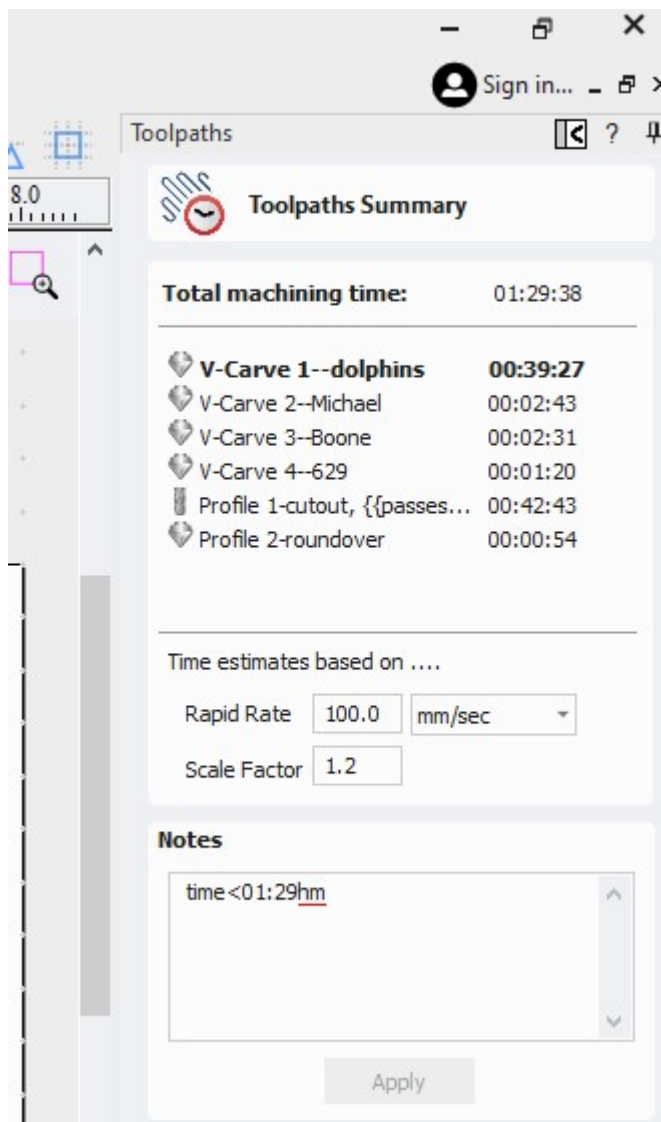 Sign in...
Toolpaths
?
8.0
Toolpaths Summary
Total machining time: 01:29:38
V-Carve 1--dolphins 00:39:27
V-Carve 2--Michael 00:02:43
V-Carve 3--Boone 00:02:31
V-Carve 4--629 00:01:20
Profile 1-cutout, {{passes... 00:42:43
Profile 2-roundover 00:00:54
Time estimates based on ....
Rapid Rate 100.0 mm/sec
Scale Factor 1.2
Notes
time<01:29hm
Apply